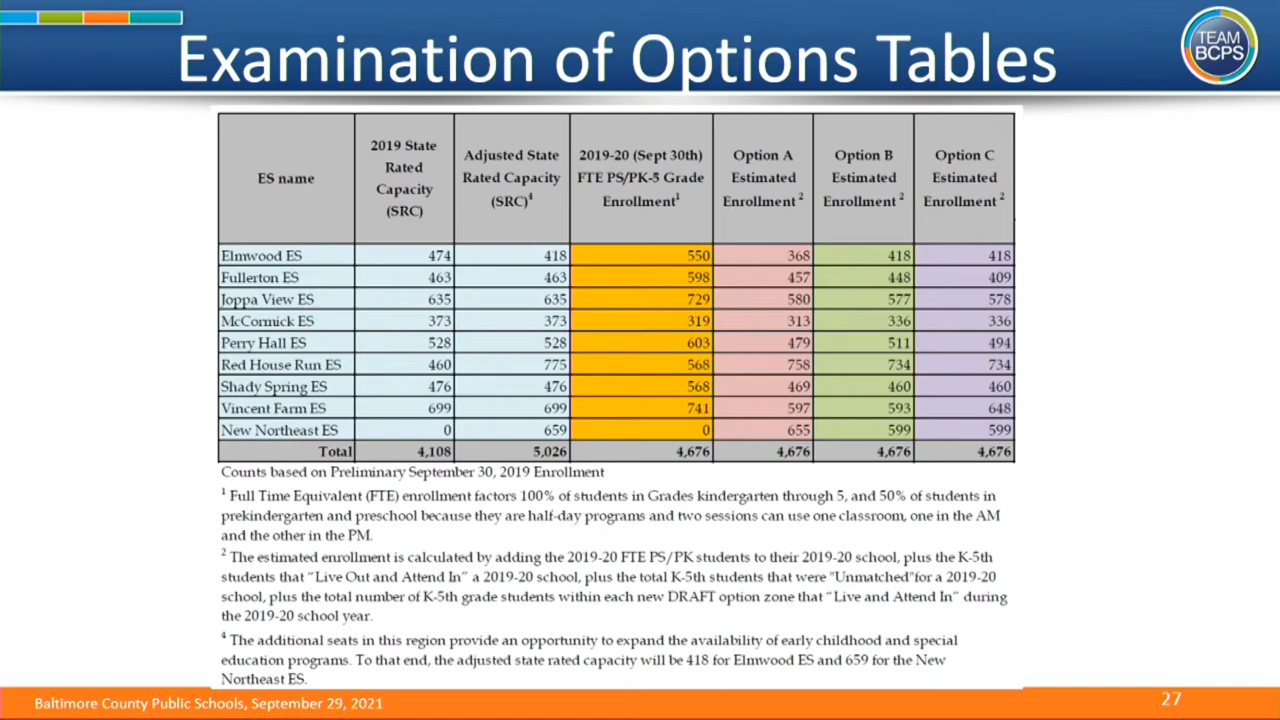 Examination of Options Tables
TEAM
BCPS
ES name 2019 State Rated Capacity (SRC) Adjusted State Rated Capacity (SRC)4 2019-20 (Sept 30th) FTE PS/PK-5 Grade Enrollment1 Option A Estimated Enrollment 2 Option B Estimated Enrollment 2 Option C Estimated Enrollment 2
Elmwood ES 474 418 550 368 418 418
Fullerton ES 463 463 598 457 448 409
Joppa View ES 635 635 729 580 577 578
McCormick ES 373 373 319 313 336 336
Perry Hall ES 528 528 603 479 511 494
Red House Run ES 460 775 568 758 734 734
Shady Spring ES 476 476 568 469 460 460
Vincent Farm ES 699 699 741 597 593 648
New Northeast ES 0 659 0 655 599 599
Total 4,108 5,026 4,676 4,676 4,676 4,676
Counts based on Preliminary September 30, 2019 Enrollment
1 Full Time Equivalent (FTE) enrollment factors 100% of students in Grades kindergarten through 5, and 50% of students in
prekindergarten and preschool because they are half-day programs and two sessions can use one classroom, one in the AM
and the other in the PM.
2 The estimated enrollment is calculated by adding the 2019-20 FTE PS/PK students to their 2019-20 school, plus the K-5th
students that "Live Out and Attend In" a 2019-20 school, plus the total K-5th students that were "Unmatched"for a 2019-20
school, plus the total number of K-5th grade students within each new DRAFT option zone that "Live and Attend In" during
the 2019-20 school year.
4 The additional seats in this region provide an opportunity to expand the availability of early childhood and special
education programs. To that end, the adjusted state rated capacity will be 418 for Elmwood ES and 659 for the New
Northeast ES.
Baltimore County Public Schools, September 29, 2021
27